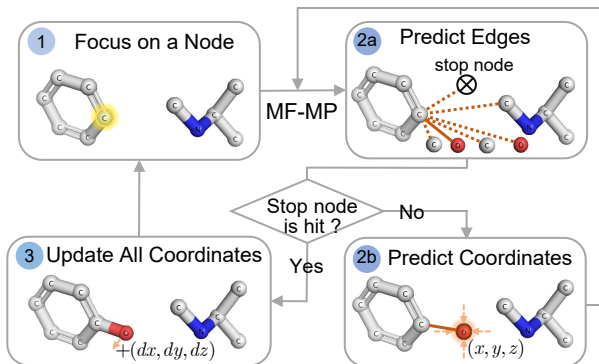 1 Focus on a Node
2a Predict Edges
stop node
MF-MP
Stop node
is hit ?
No
Yes
3 Update All Coordinates
+(dx, dy, dz)
2b Predict Coordinates
(x, y, z)